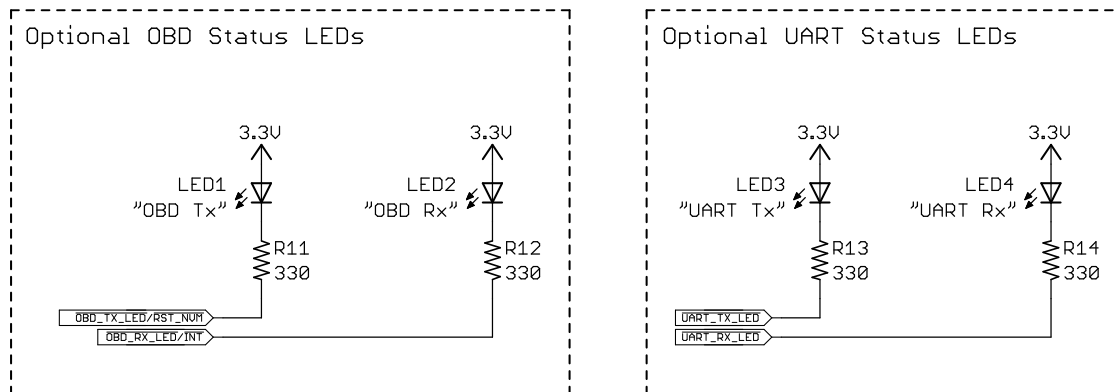 Optional OBD Status LEDs
3.3V
LED1
"OBD Tx"
R11
330
3.3V
LED2
"OBD Rx"
R12
330
OBD_TX_LED/RST_NVM
OBD_RX_LED/INT
Optional UART Status LEDs
3.3V
LED3
"UART Tx"
R13
330
3.3V
LED4
"UART Rx"
R14
330
UART_TX_LED
UART_RX_LED